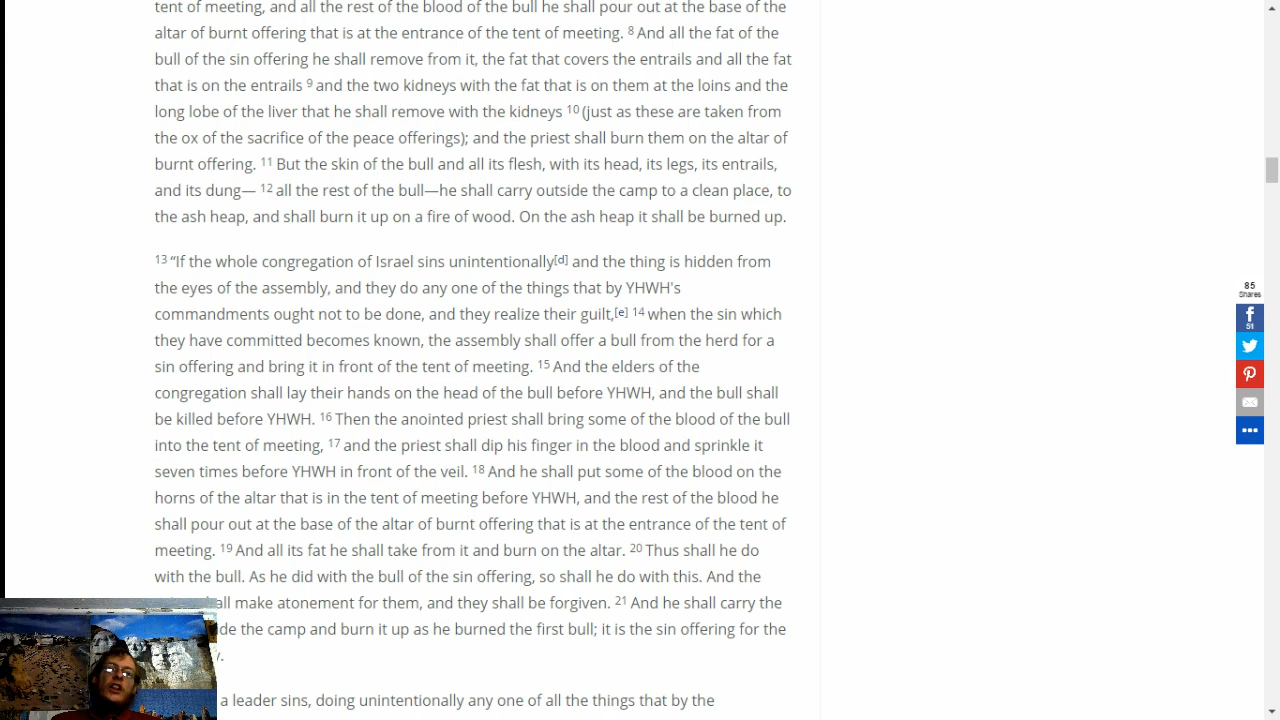 tent of meeting, and all the rest of the blood of the bull he shall pour out at the base of the
altar of burnt offering that is at the entrance of the tent of meeting. 8 And all the fat of the
bull of the sin offering he shall remove from it, the fat that covers the entrails and all the fat
that is on the entrails 9 and the two kidneys with the fat that is on them at the loins and the
long lobe of the liver that he shall remove with the kidneys 10 (just as these are taken from
the ox of the sacrifice of the peace offerings); and the priest shall burn them on the altar of
burnt offering. 11 But the skin of the bull and all its flesh, with its head, its legs, its entrails,
and its dung— 12 all the rest of the bull—he shall carry outside the camp to a clean place, to
the ash heap, and shall burn it up on a fire of wood. On the ash heap it shall be burned up.
13 “If the whole congregation of Israel sins unintentionally[d] and the thing is hidden from
the eyes of the assembly, and they do any one of the things that by YHWH's
commandments ought not to be done, and they realize their guilt,[e] 14 when the sin which
they have committed becomes known, the assembly shall offer a bull from the herd for a
sin offering and bring it in front of the tent of meeting. 15 And the elders of the
congregation shall lay their hands on the head of the bull before YHWH, and the bull shall
be killed before YHWH. 16 Then the anointed priest shall bring some of the blood of the bull
into the tent of meeting, 17 and the priest shall dip his finger in the blood and sprinkle it
seven times before YHWH in front of the veil. 18 And he shall put some of the blood on the
horns of the altar that is in the tent of meeting before YHWH, and the rest of the blood he
shall pour out at the base of the altar of burnt offering that is at the entrance of the tent of
meeting. 19 And all its fat he shall take from it and burn on the altar. 20 Thus shall he do
with the bull. As he did with the bull of the sin offering, so shall he do with this. And the
all make atonement for them, and they shall be forgiven. 21 And he shall carry the
de the camp and burn it up as he burned the first bull; it is the sin offering for the
a leader sins, doing unintentionally any one of all the things that by the
85
Shares
51